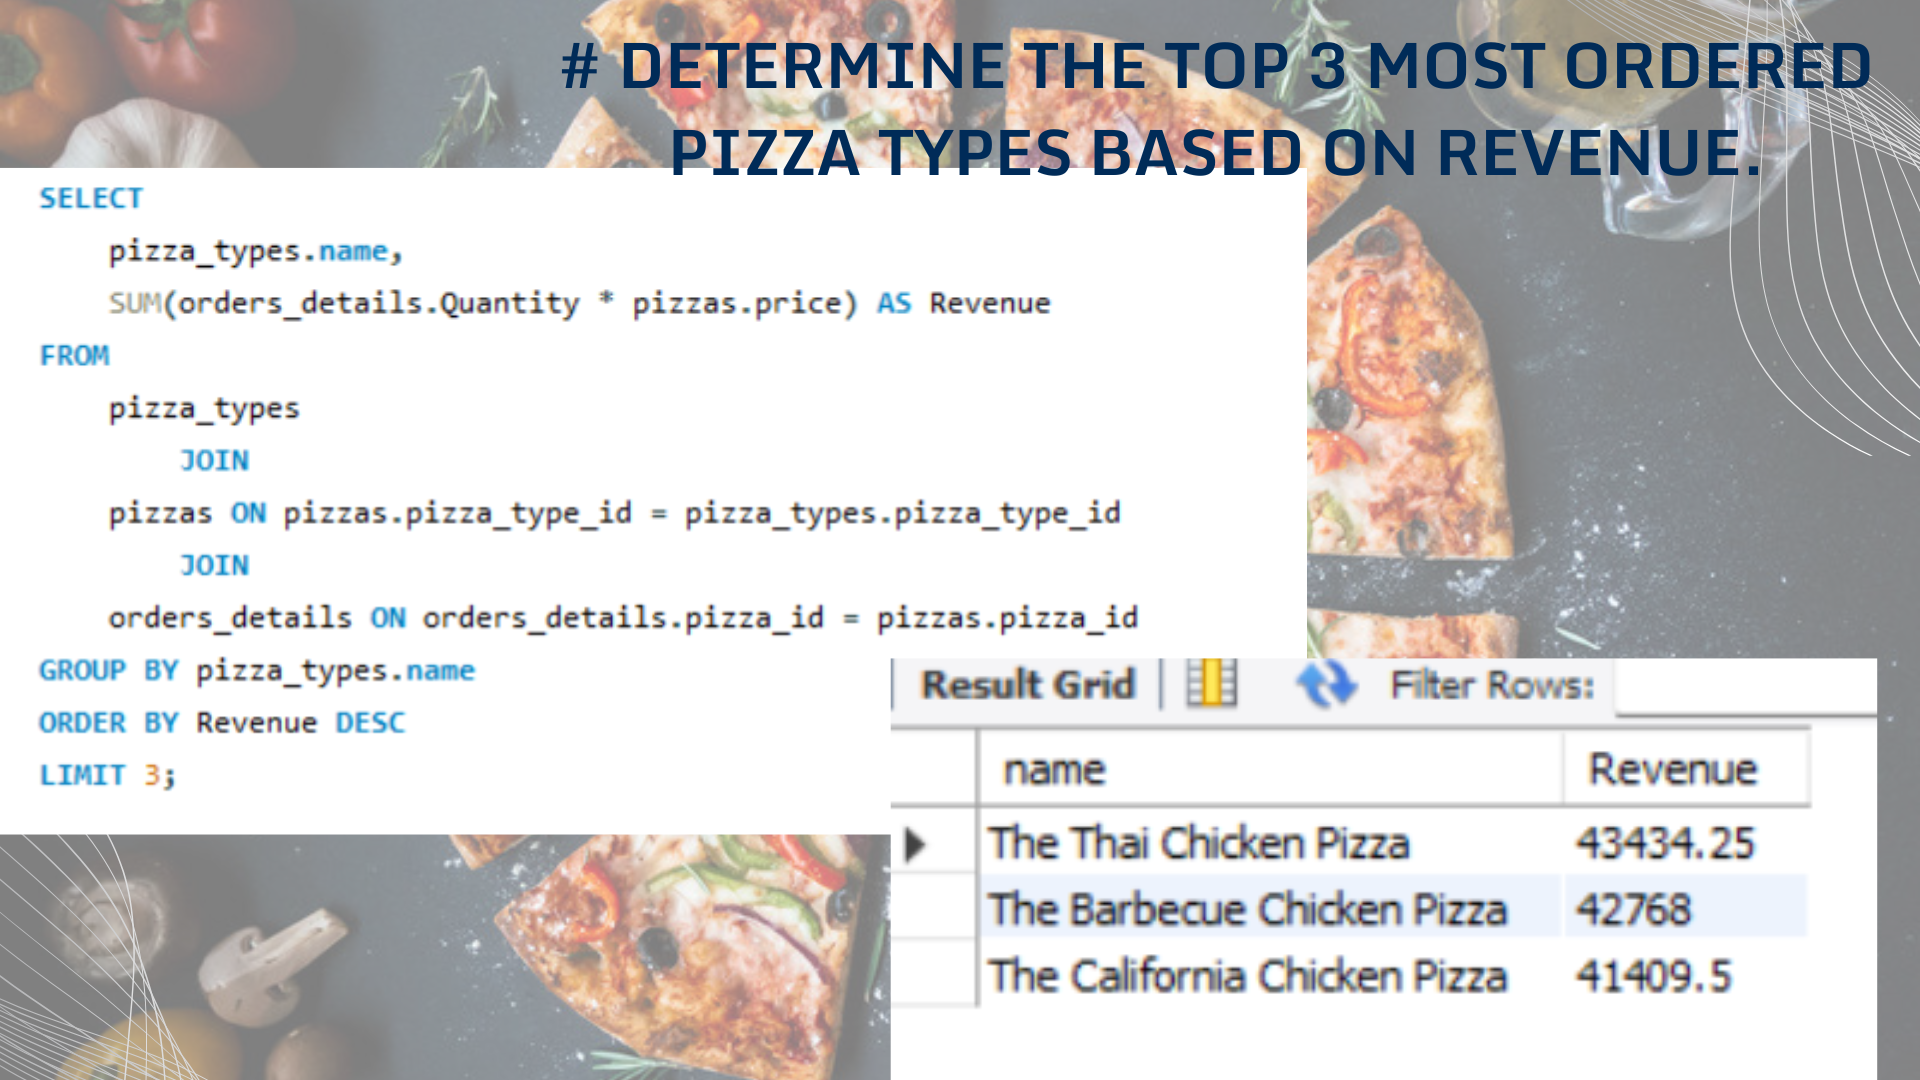 # DETERMINE THE TOP 3 MOST ORDERED
PIZZA TYPES BASED ON REVENUE.
SELECT
pizza_types.name,
SUM(orders_details.Quantity * pizzas.price) AS Revenue
FROM
pizza_types
JOIN
pizzas ON pizzas.pizza_type_id = pizza_types.pizza_type_id
JOIN
orders_details ON orders_details.pizza_id = pizzas.pizza_id
GROUP BY pizza_types.name
ORDER BY Revenue DESC
LIMIT 3;
Result Grid Filter Rows:
name Revenue
The Thai Chicken Pizza 43434.25
The Barbecue Chicken Pizza 42768
The California Chicken Pizza 41409.5